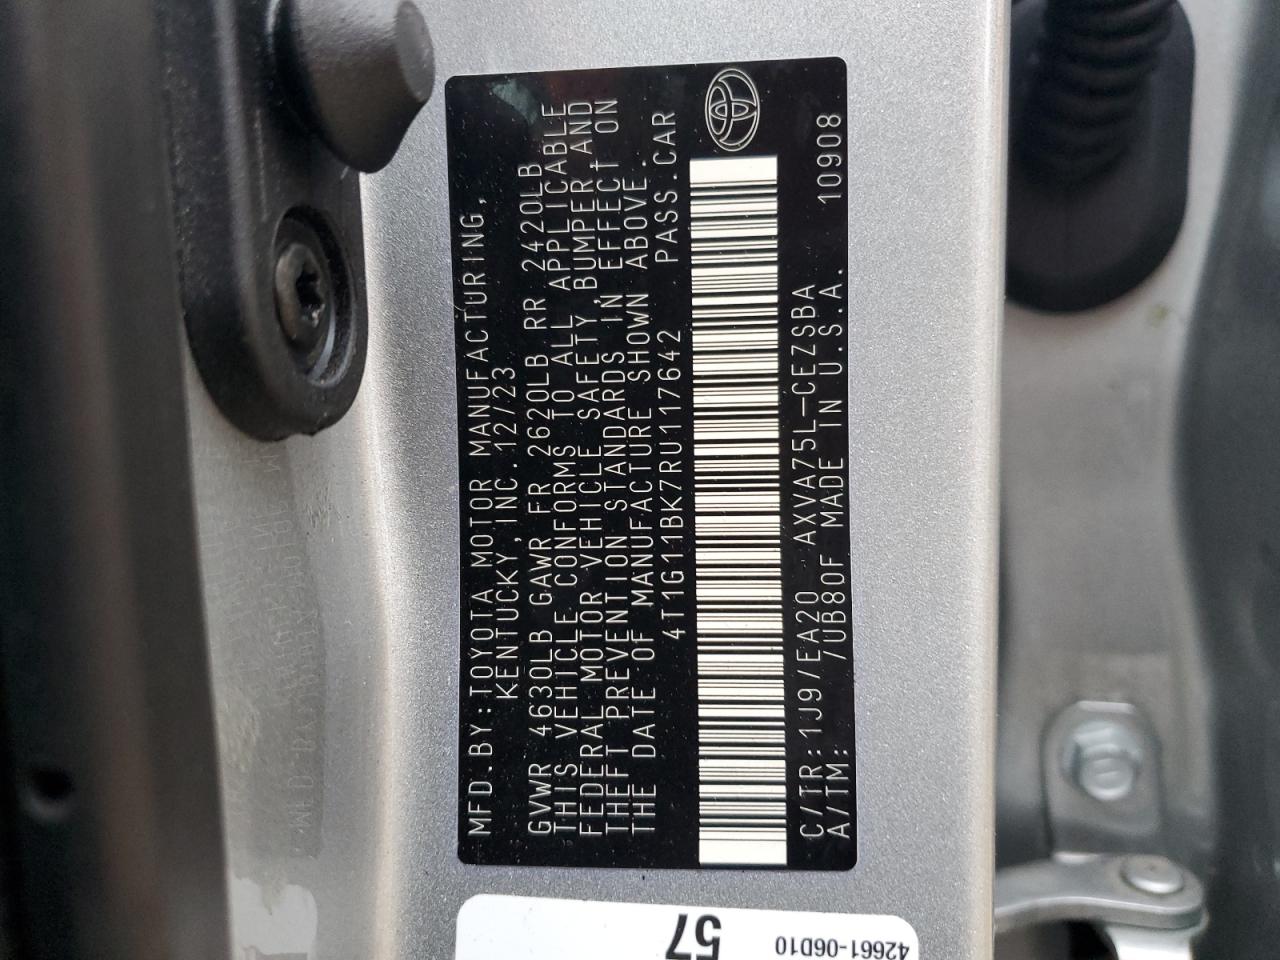 MFD.BY:TOYOTA MOTOR MANUFACTURING,
KENTUCKY,INC.12/23
GVWR 4630LB GAWR FR 2620LB RR 2420LB
THIS VEHICLE CONFORMS TO ALL APPLICABLE
FEDERAL MOTOR VEHICLE SAFETY,BUMPER,AND
THEFT PREVENTION STANDARDS IN EFFECT ON
THE DATE OF MANUFACTURE SHOWN ABOVE.
4T1G11BK7RU117642 PASS.CAR
C/TR:1J9/EA20 AXVA75L-CEZSBA 10908
A/TM: /UB80F MADE IN U.S.A.
57
42661-06D10